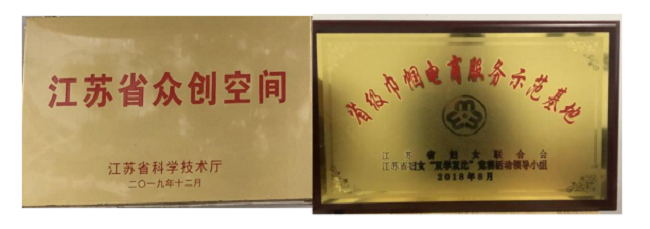 江苏省众创空间
江苏省科学技术厅
二〇一九年十二月
省级巾帼电商服务示范基地
江苏省妇女联合会
江苏省妇女"双学双比"竞赛活动领导小组
2018年8月